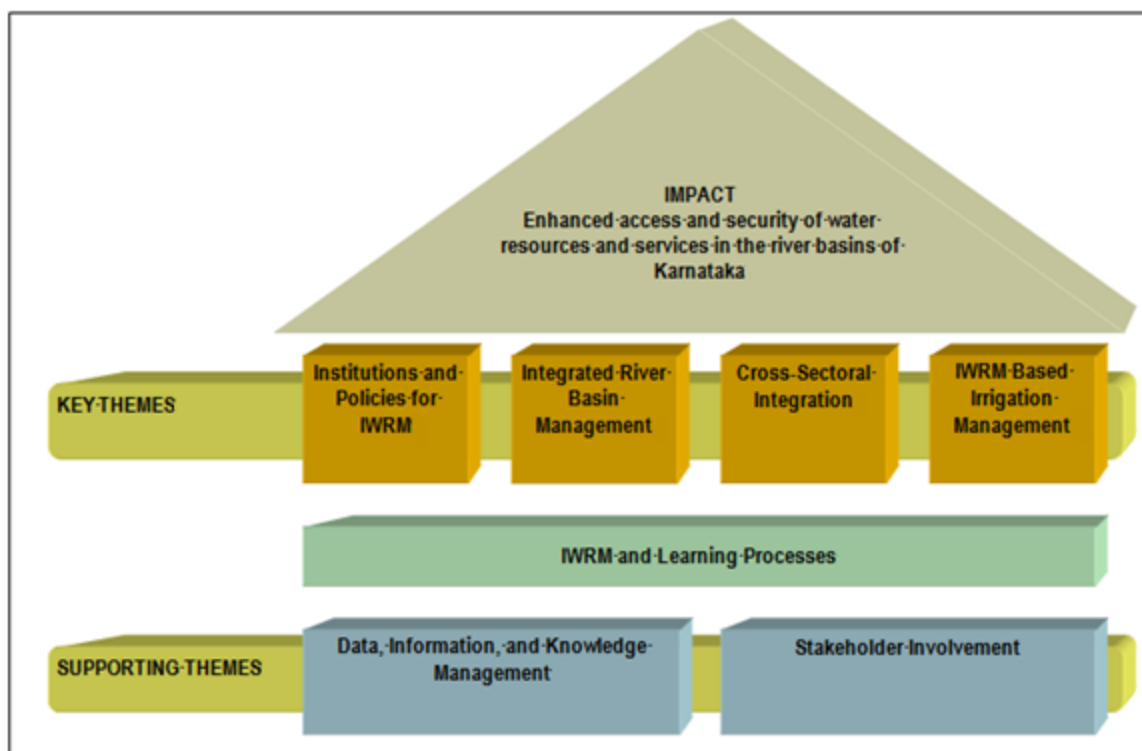 IMPACT
Enhanced access and security of water
resources and services in the river basins of
Karnataka
KEY THEMES
Institutions and
Policies for
IWRM
Integrated River
Basin
Management
Cross-Sectoral
Integration
IWRM Based
Irrigation
Management
IWRM and Learning Processes
SUPPORTING THEMES
Data, Information, and Knowledge
Management
Stakeholder Involvement